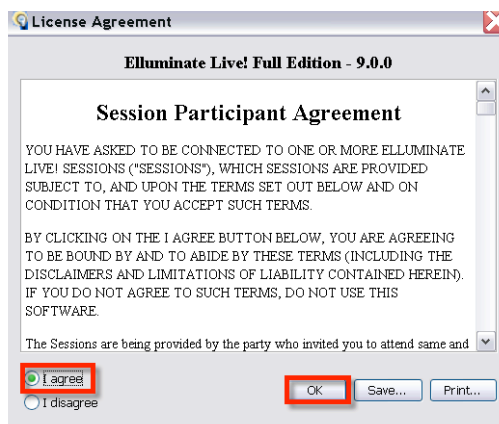 License Agreement
Elluminate Live! Full Edition - 9.0.0
Session Participant Agreement
YOU HAVE ASKED TO BE CONNECTED TO ONE OR MORE ELLUMINATE
LIVE! SESSIONS ("SESSIONS"), WHICH SESSIONS ARE PROVIDED
SUBJECT TO, AND UPON THE TERMS SET OUT BELOW AND ON
CONDITION THAT YOU ACCEPT SUCH TERMS.
BY CLICKING ON THE I AGREE BUTTON BELOW, YOU ARE AGREEING
TO BE BOUND BY AND TO ABIDE BY THESE TERMS (INCLUDING THE
DISCLAIMERS AND LIMITATIONS OF LIABILITY CONTAINED HEREIN).
IF YOU DO NOT AGREE TO SUCH TERMS, DO NOT USE THIS
SOFTWARE.
The Sessions are being provided by the party who invited you to attend same and
I agree
I disagree
OK
Save...
Print...